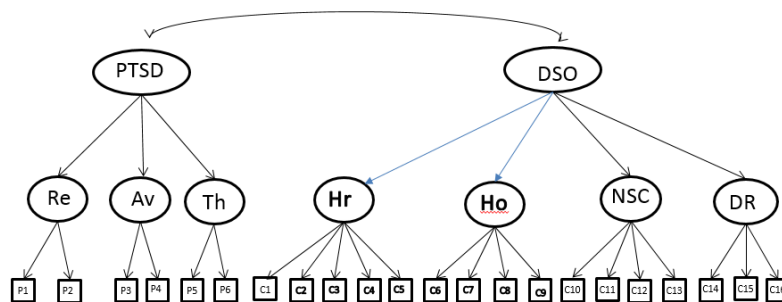 PTSD DSO
Re Av Th Hr Ho NSC DR
P1 P2 P3 P4 P5 P6 C1 C2 C3 C4 C5 C6 C7 C8 C9 C10 C11 C12 C13 C14 C15